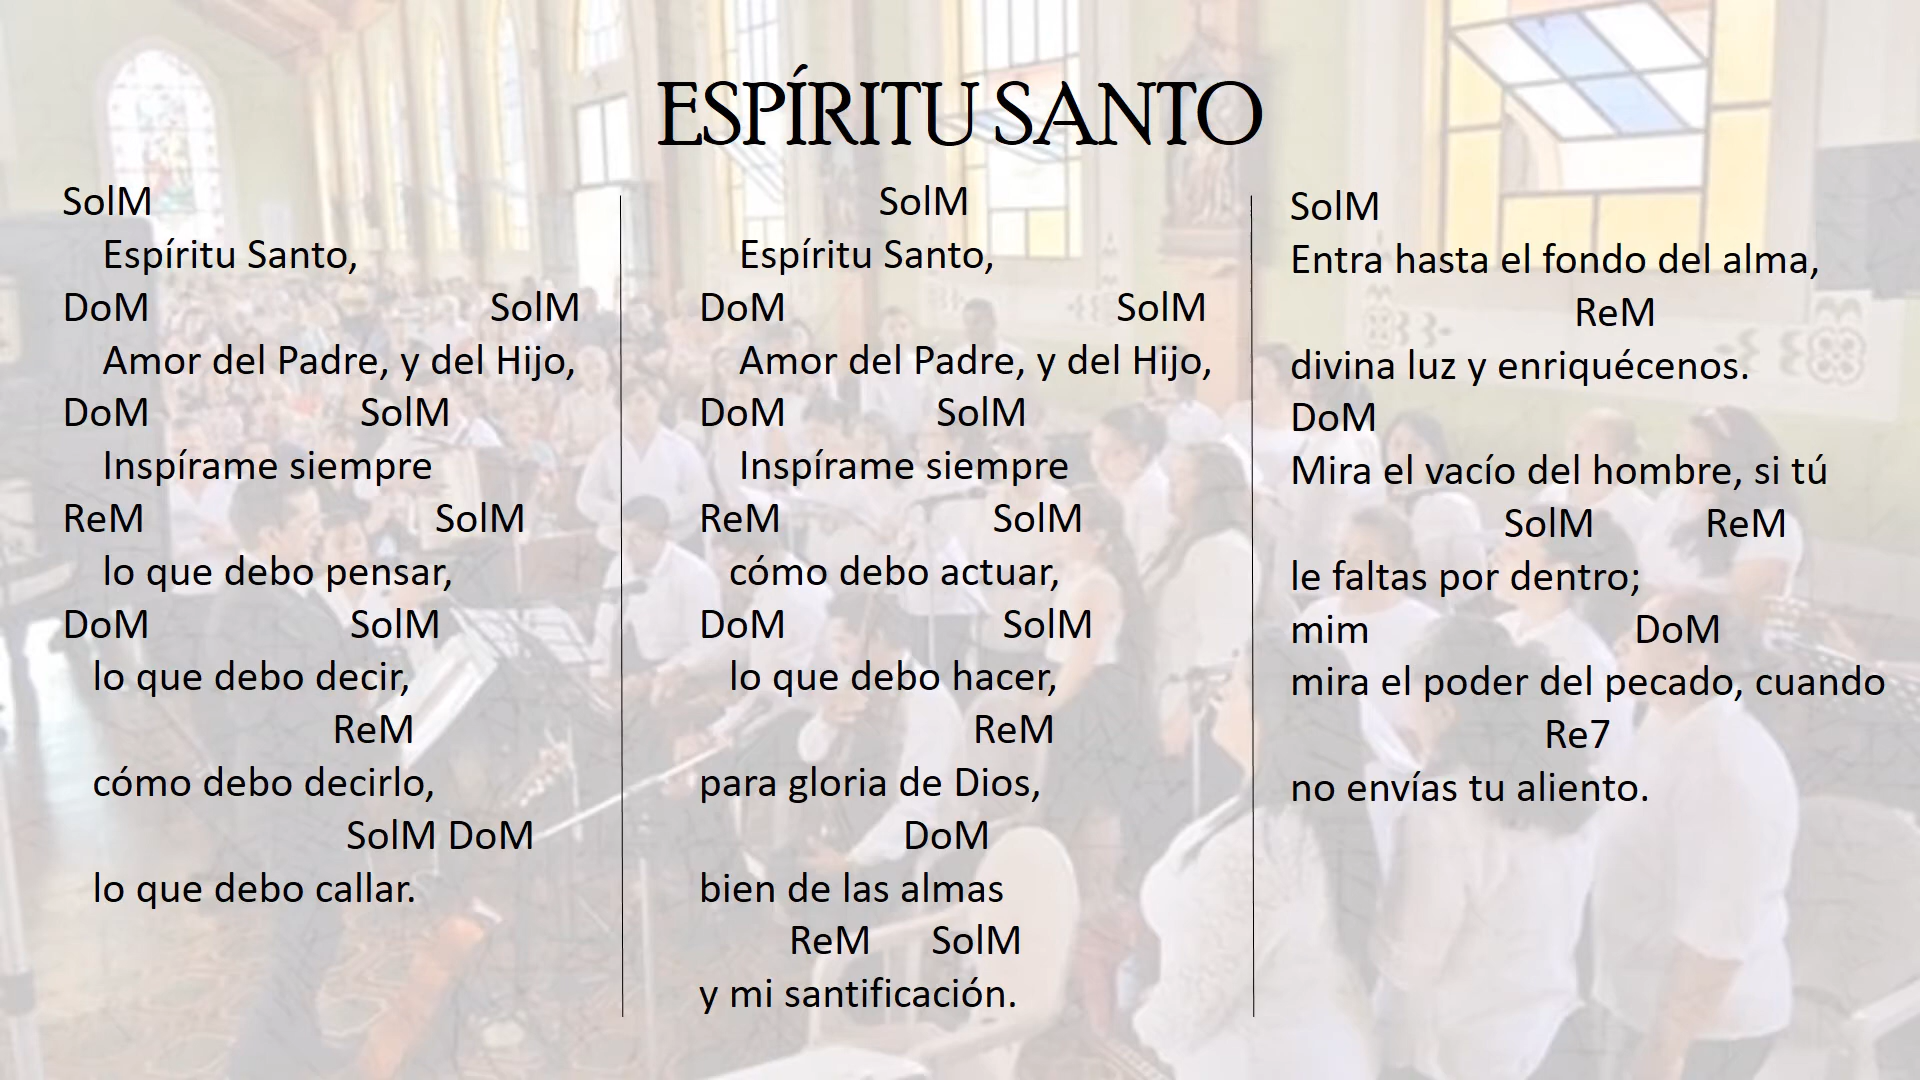 ESPÍRITU SANTO
SolM
Espíritu Santo,
DoM SolM
Amor del Padre, y del Hijo,
DoM SolM
Inspírame siempre
ReM SolM
lo que debo pensar,
DoM SolM
lo que debo decir,
ReM
cómo debo decirlo,
SolM DoM
lo que debo callar.
SolM
Espíritu Santo,
DoM SolM
Amor del Padre, y del Hijo,
DoM SolM
Inspírame siempre
ReM SolM
cómo debo actuar,
DoM SolM
lo que debo hacer,
ReM
para gloria de Dios,
DoM
bien de las almas
ReM SolM
y mi santificación.
SolM
Entra hasta el fondo del alma,
ReM
divina luz y enriquécenos.
DoM
Mira el vacío del hombre, si tú
SolM ReM
le faltas por dentro;
mim DoM
mira el poder del pecado, cuando
Re7
no envías tu aliento.